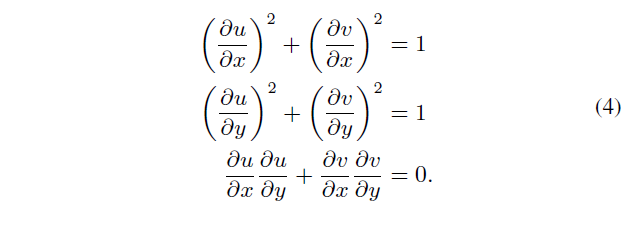 (∂u/∂x)² + (∂v/∂x)² = 1
(∂u/∂y)² + (∂v/∂y)² = 1 (4)
∂u/∂x ∂u/∂y + ∂v/∂x ∂v/∂y = 0.